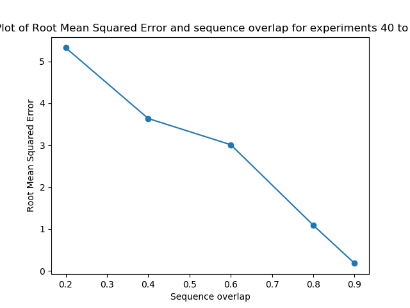 lot of Root Mean Squared Error and sequence overlap for experiments 40 to
5
4
3
2
1
0
Root Mean Squared Error
0.2 0.3 0.4 0.5 0.6 0.7 0.8 0.9
Sequence overlap